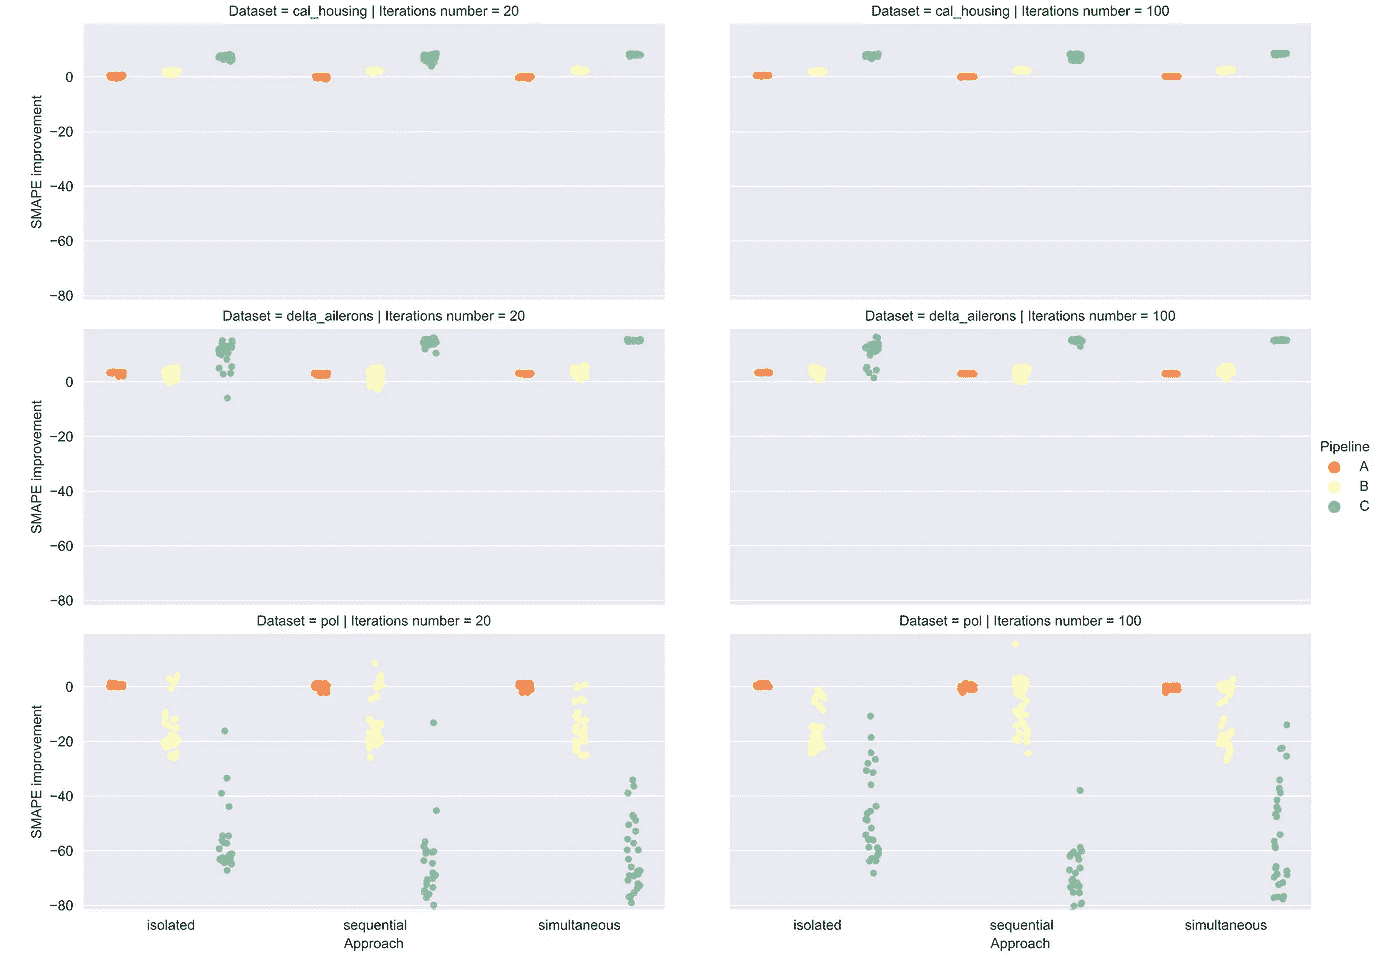 Dataset = cal_housing | Iterations number = 20
Dataset = cal_housing | Iterations number = 100
SMAPE improvement
0
−20
−40
−60
−80
Dataset = delta_ailerons | Iterations number = 20
Dataset = delta_ailerons | Iterations number = 100
SMAPE improvement
0
−20
−40
−60
−80
Pipeline
A
B
C
Dataset = pol | Iterations number = 20
Dataset = pol | Iterations number = 100
SMAPE improvement
0
−20
−40
−60
−80
isolated sequential simultaneous
Approach
isolated sequential simultaneous
Approach